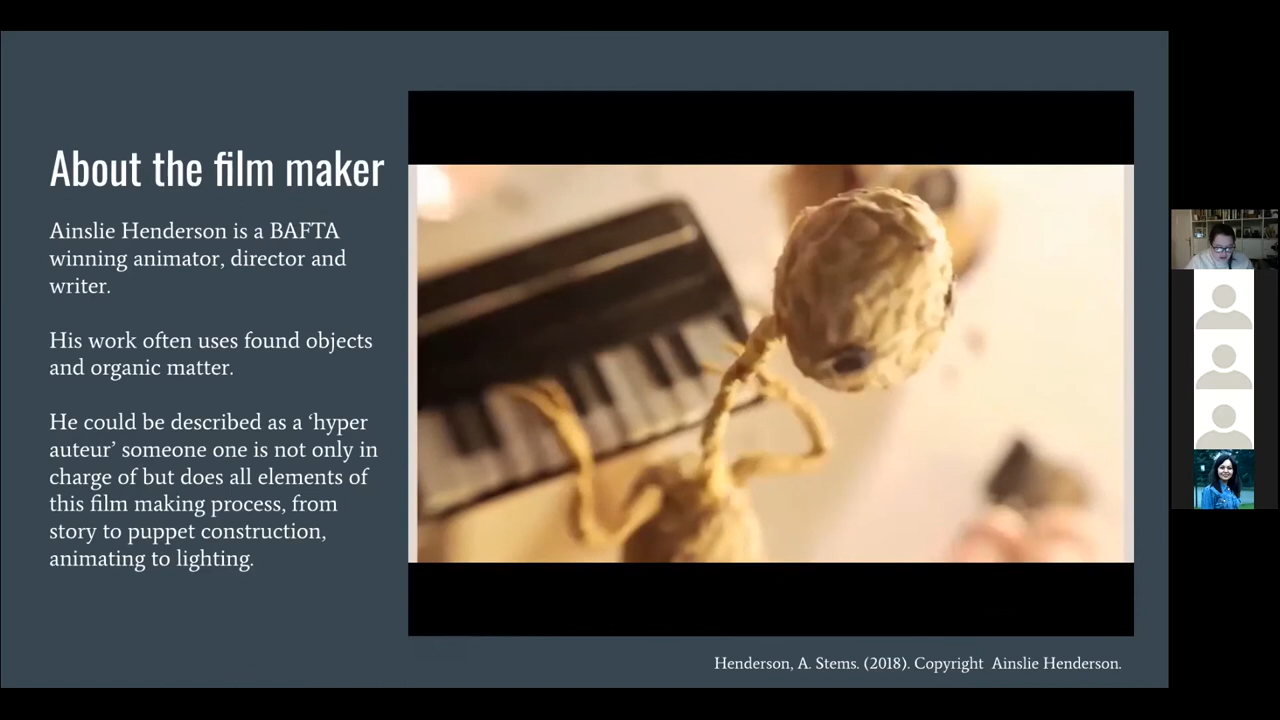 About the film maker
Ainslie Henderson is a BAFTA
winning animator, director and
writer.
His work often uses found objects
and organic matter.
He could be described as a ‘hyper
auteur’ someone one is not only in
charge of but does all elements of
this film making process, from
story to puppet construction,
animating to lighting.
Henderson, A. Stems. (2018). Copyright Ainslie Henderson.